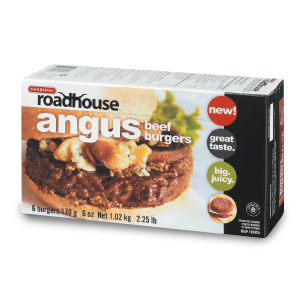 CARDINAL
roadhouse
angus
beef
burgers
new!
great
taste.
big.
juicy.
6 burgers 170 g 6 oz Net 1.02 kg 2.25 lb